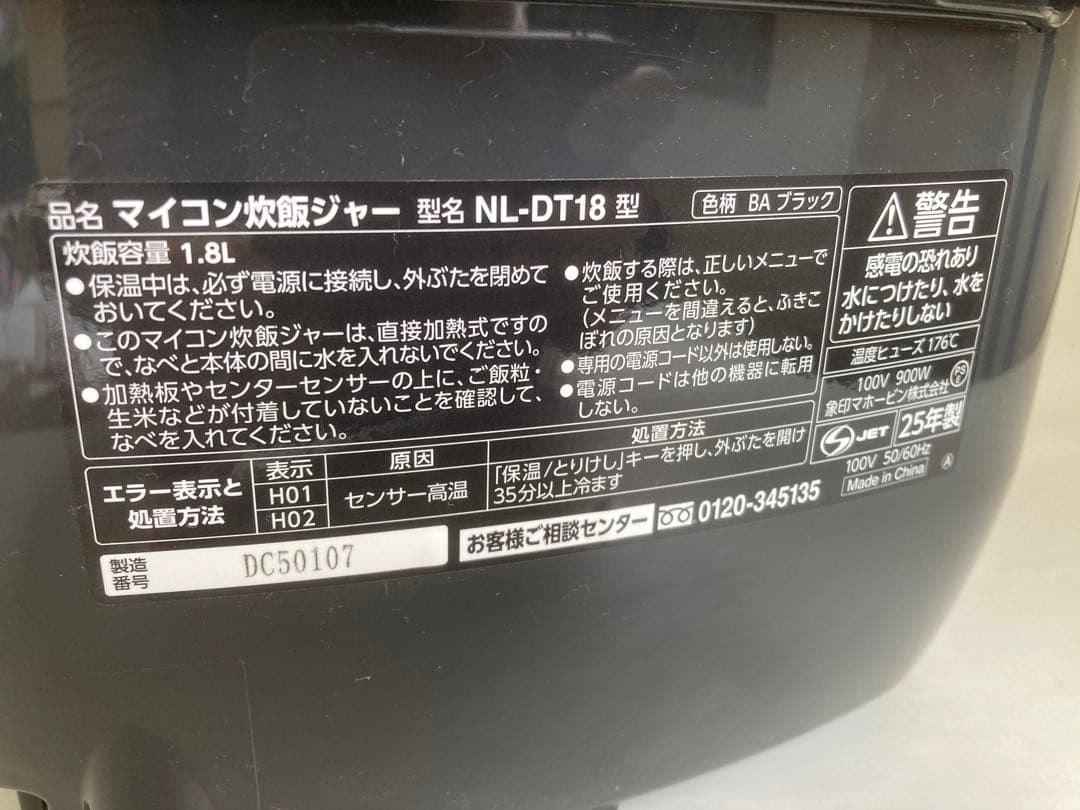 品名 マイコン炊飯ジャー 型名 NL-DT18 型 色柄 BA ブラック
炊飯容量 1.8L
●保温中は、必ず電源に接続し、外ぶたを閉めて
おいてください。
●このマイコン炊飯ジャーは、直接加熱式ですの
で、なべと本体の間に水を入れないでください。
●加熱板やセンターセンサーの上に、ご飯粒・
生米などが付着していないことを確認して、
なべを入れてください。
●炊飯する際は、正しいメニューで
ご使用ください。
(メニューを間違えると、ふきこ
ぼれの原因となります)
●専用の電源コード以外は使用しない。
●電源コードは他の機器に転用
しない。
警告
感電の恐れあり
水につけたり、水を
かけたりしない
温度ヒューズ176℃
100V 900W
PSE
象印マホービン株式会社
S JET 25年製
100V 50/60Hz
Made in China A
エラー表示と
処置方法
表示 原因 処置方法
H01
H02
センサー高温
「保温/とりけし」キーを押し、外ぶたを開け
35分以上冷ます
製造
番号
DC50107
お客様ご相談センター 0120-345135